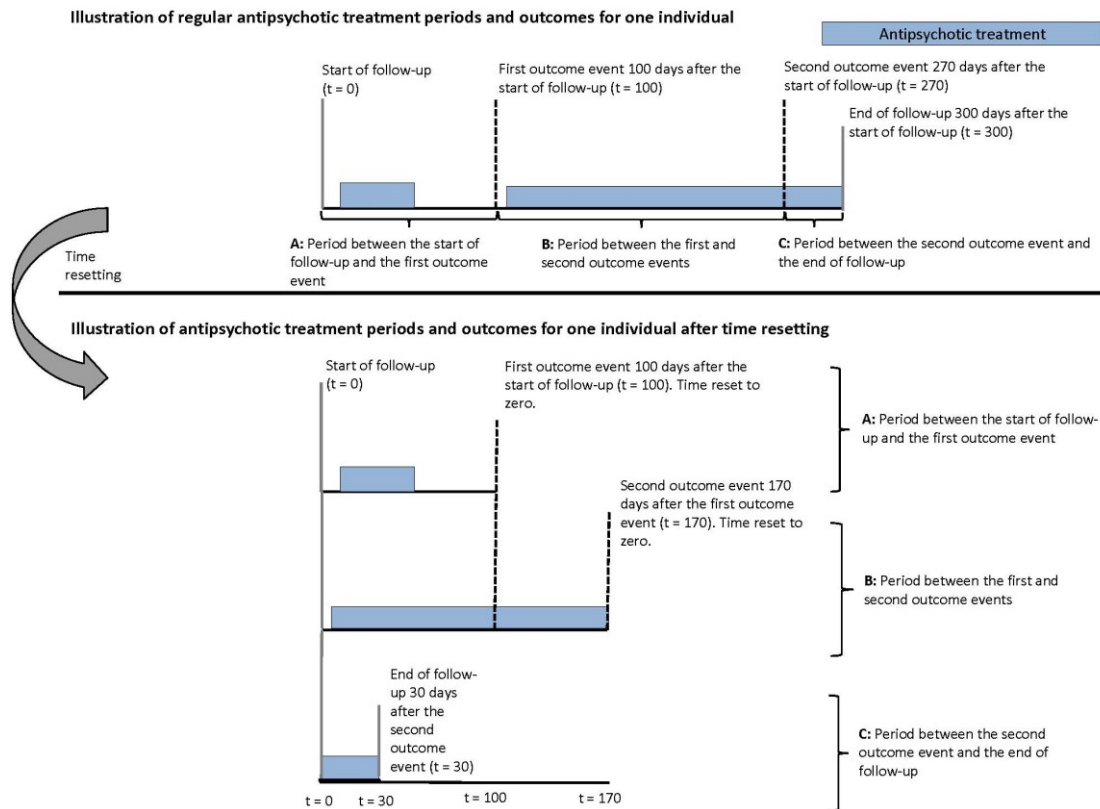 Illustration of regular antipsychotic treatment periods and outcomes for one individual
Antipsychotic treatment
Start of follow-up
(t = 0)
First outcome event 100 days after the
start of follow-up (t = 100)
Second outcome event 270 days after the
start of follow-up (t = 270)
End of follow-up 300 days after the
start of follow-up (t = 300)
A: Period between the start of
follow-up and the first outcome
event
B: Period between the first and
second outcome events
C: Period between the second outcome event and
the end of follow-up
Time
resetting
Illustration of antipsychotic treatment periods and outcomes for one individual after time resetting
Start of follow-up
(t = 0)
First outcome event 100 days after the
start of follow-up (t = 100). Time reset to
zero.
A: Period between the start of follow-
up and the first outcome event
Second outcome event 170
days after the first outcome
event (t = 170). Time reset to
zero.
B: Period between the first and
second outcome events
End of follow-
up 30 days
after the
second
outcome
event (t = 30)
C: Period between the second
outcome event and the end of
follow-up
t = 0
t = 30
t = 100
t = 170